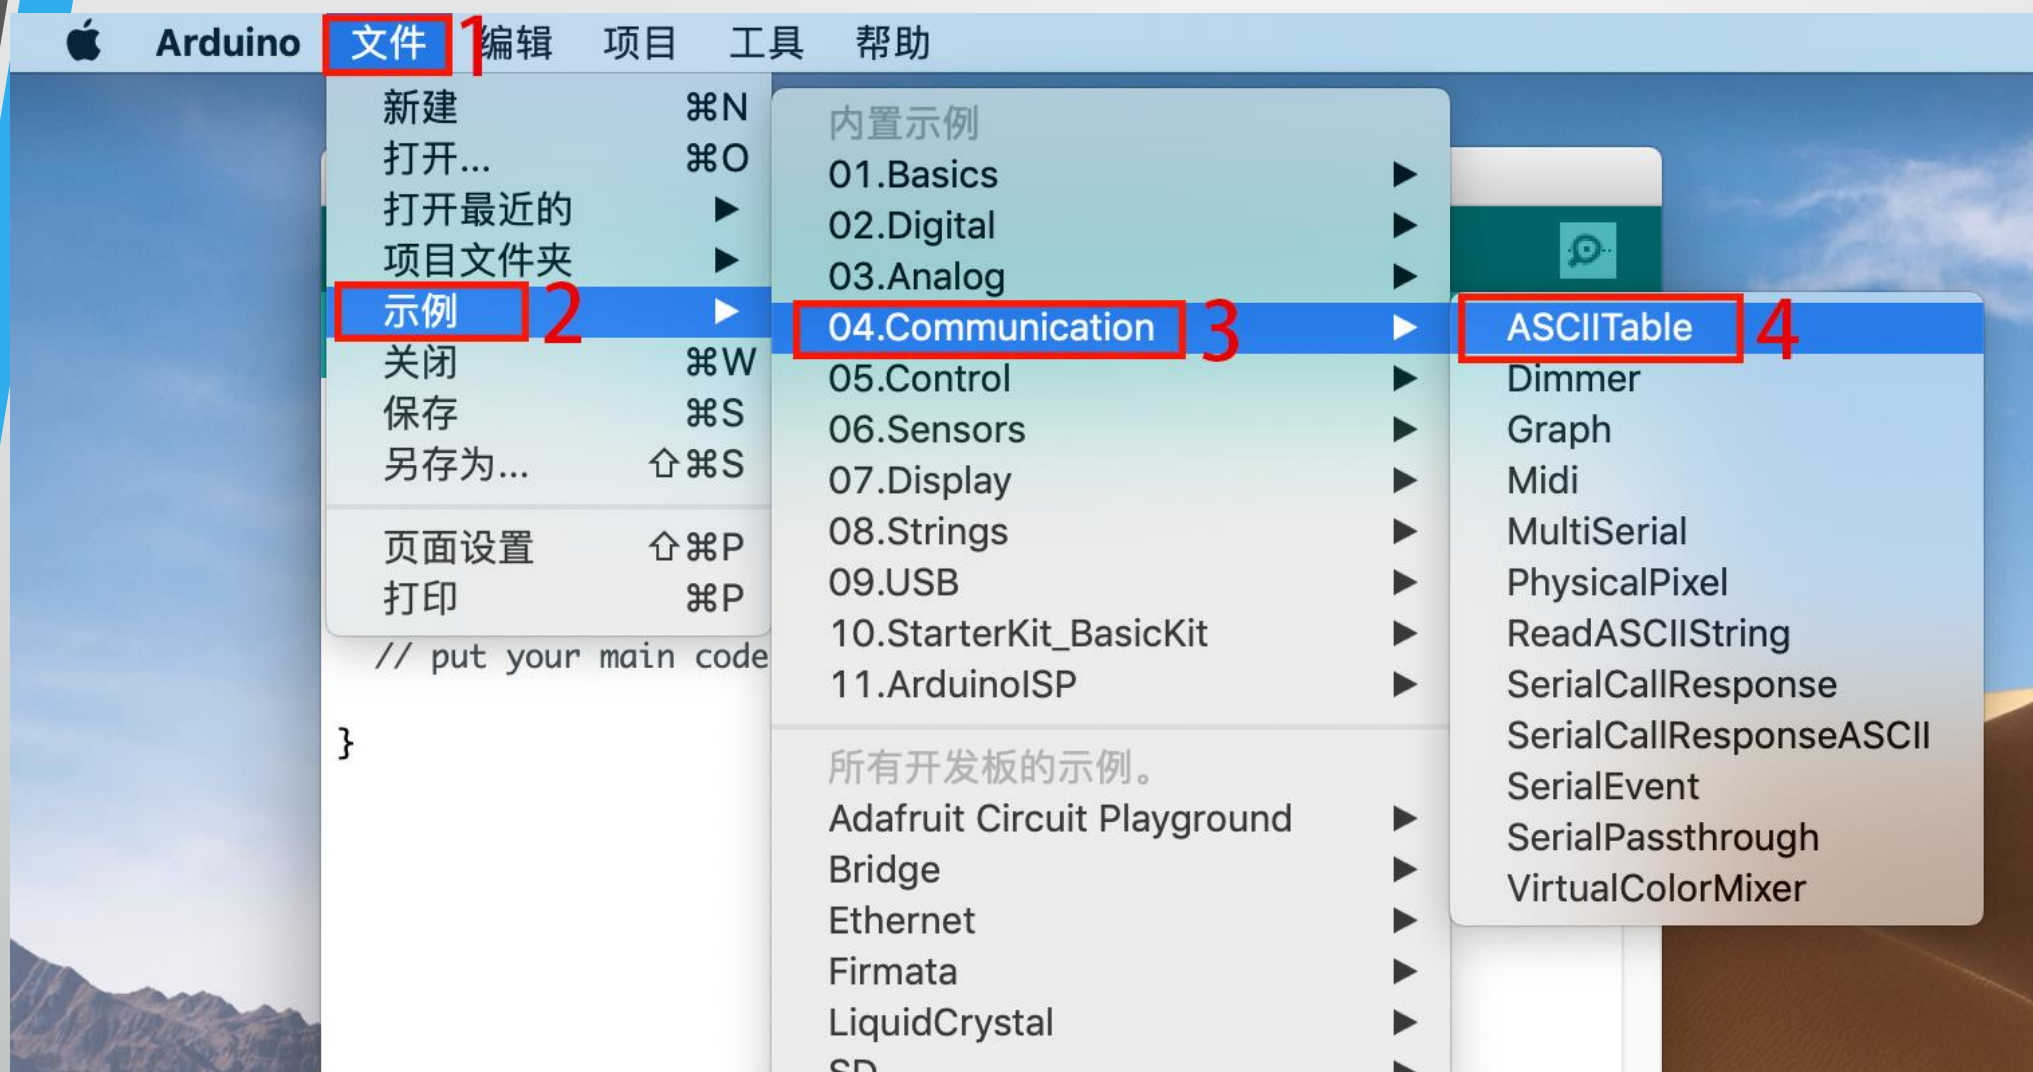 Arduino 文件 1 编辑 项目 工具 帮助
新建 ⌘N
打开... ⌘O
打开最近的 ▶
项目文件夹 ▶
示例 2 ▶
关闭 ⌘W
保存 ⌘S
另存为... ⇧⌘S
页面设置 ⇧⌘P
打印 ⌘P
// put your main code
}
内置示例
01.Basics ▶
02.Digital ▶
03.Analog ▶
04.Communication 3 ▶
05.Control ▶
06.Sensors ▶
07.Display ▶
08.Strings ▶
09.USB ▶
10.StarterKit_BasicKit ▶
11.ArduinoISP ▶
所有开发板的示例。
Adafruit Circuit Playground ▶
Bridge ▶
Ethernet ▶
Firmata ▶
LiquidCrystal ▶
SD ▶
ASCIITable 4
Dimmer
Graph
Midi
MultiSerial
PhysicalPixel
ReadASCIIString
SerialCallResponse
SerialCallResponseASCII
SerialEvent
SerialPassthrough
VirtualColorMixer